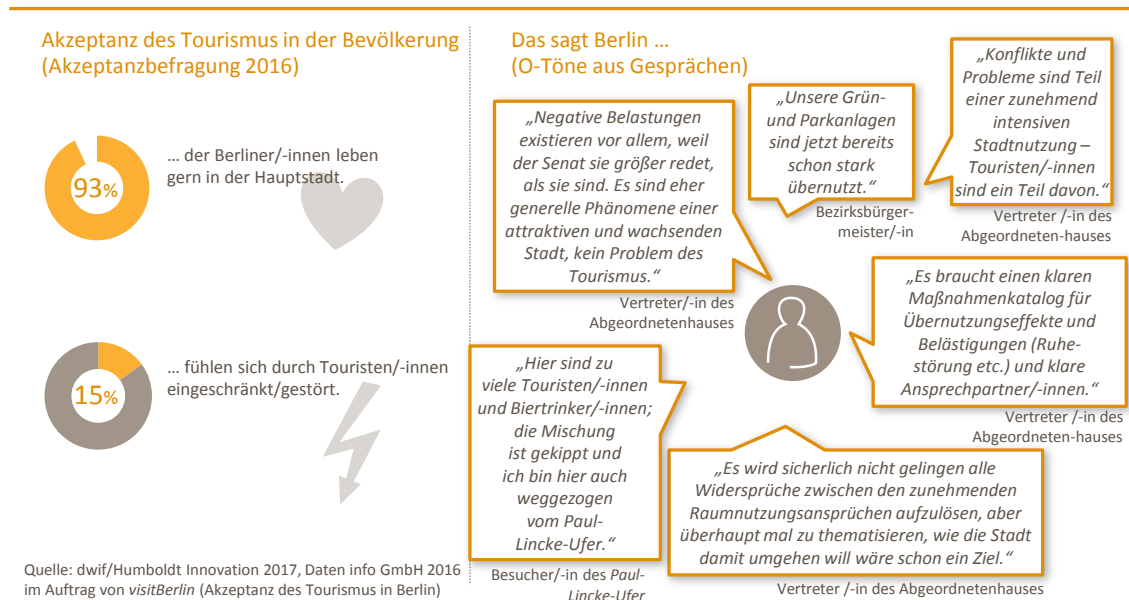 Akzeptanz des Tourismus in der Bevölkerung
(Akzeptanzbefragung 2016)
93%
... der Berliner/-innen leben
gern in der Hauptstadt.
15%
... fühlen sich durch Touristen/-innen
eingeschränkt/gestört.
Quelle: dwif/Humboldt Innovation 2017, Daten info GmbH 2016
im Auftrag von visitBerlin (Akzeptanz des Tourismus in Berlin)
Das sagt Berlin ...
(O-Töne aus Gesprächen)
„Negative Belastungen
existieren vor allem, weil
der Senat sie größer redet,
als sie sind. Es sind eher
generelle Phänomene einer
attraktiven und wachsenden
Stadt, kein Problem des
Tourismus.“
Vertreter/-in des
Abgeordnetenhauses
„Unsere Grün-
und Parkanlagen
sind jetzt bereits
schon stark
übernutzt.“
Bezirksbürger-
meister/-in
„Konflikte und
Probleme sind Teil
einer zunehmend
intensiven
Stadtnutzung –
Touristen/-innen
sind ein Teil davon.“
Vertreter /-in des
Abgeordneten-hauses
„Es braucht einen klaren
Maßnahmenkatalog für
Übernutzungseffekte und
Belästigungen (Ruhe-
störung etc.) und klare
Ansprechpartner/-innen.“
Vertreter /-in des
Abgeordneten-hauses
„Hier sind zu
viele Touristen/-innen
und Biertrinker/-innen;
die Mischung
ist gekippt und
ich bin hier auch
weggezogen
vom Paul-
Lincke-Ufer.“
Besucher/-in des Paul-
Lincke-Ufer
„Es wird sicherlich nicht gelingen alle
Widersprüche zwischen den zunehmenden
Raumnutzungsansprüchen aufzulösen, aber
überhaupt mal zu thematisieren, wie die Stadt
damit umgehen will wäre schon ein Ziel.“
Vertreter /-in des Abgeordnetenhauses